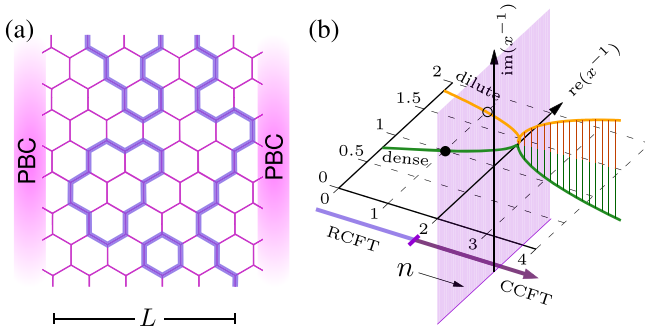 (a)
PBC
PBC
L
(b)
im(x⁻¹)
re(x⁻¹)
2
dilute
1.5
1
dense
0.5
0
0
1
2
3
4
RCFT
n
CCFT